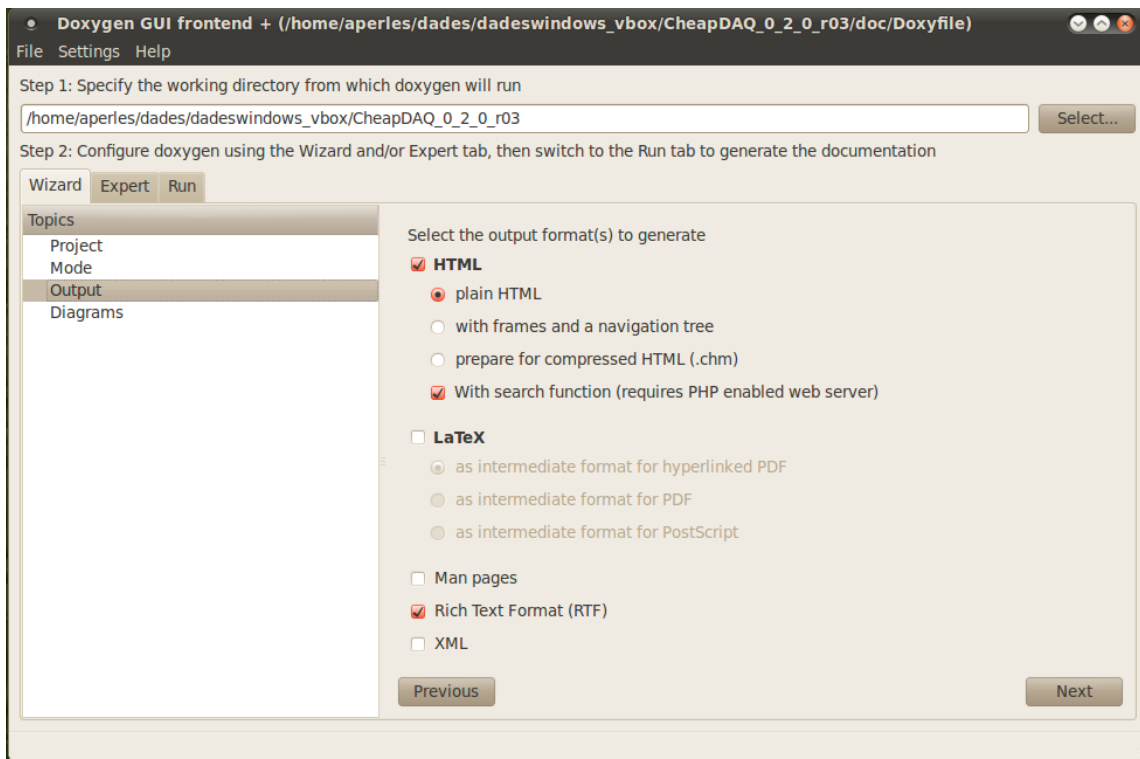 Doxygen GUI frontend + (/home/aperles/dades/dadeswindows_vbox/CheapDAQ_0_2_0_r03/doc/Doxyfile)
File Settings Help
Step 1: Specify the working directory from which doxygen will run
/home/aperles/dades/dadeswindows_vbox/CheapDAQ_0_2_0_r03
Select...
Step 2: Configure doxygen using the Wizard and/or Expert tab, then switch to the Run tab to generate the documentation
Wizard Expert Run
Topics
Project
Mode
Output
Diagrams
Select the output format(s) to generate
HTML
plain HTML
with frames and a navigation tree
prepare for compressed HTML (.chm)
With search function (requires PHP enabled web server)
LaTeX
as intermediate format for hyperlinked PDF
as intermediate format for PDF
as intermediate format for PostScript
Man pages
Rich Text Format (RTF)
XML
Previous
Next